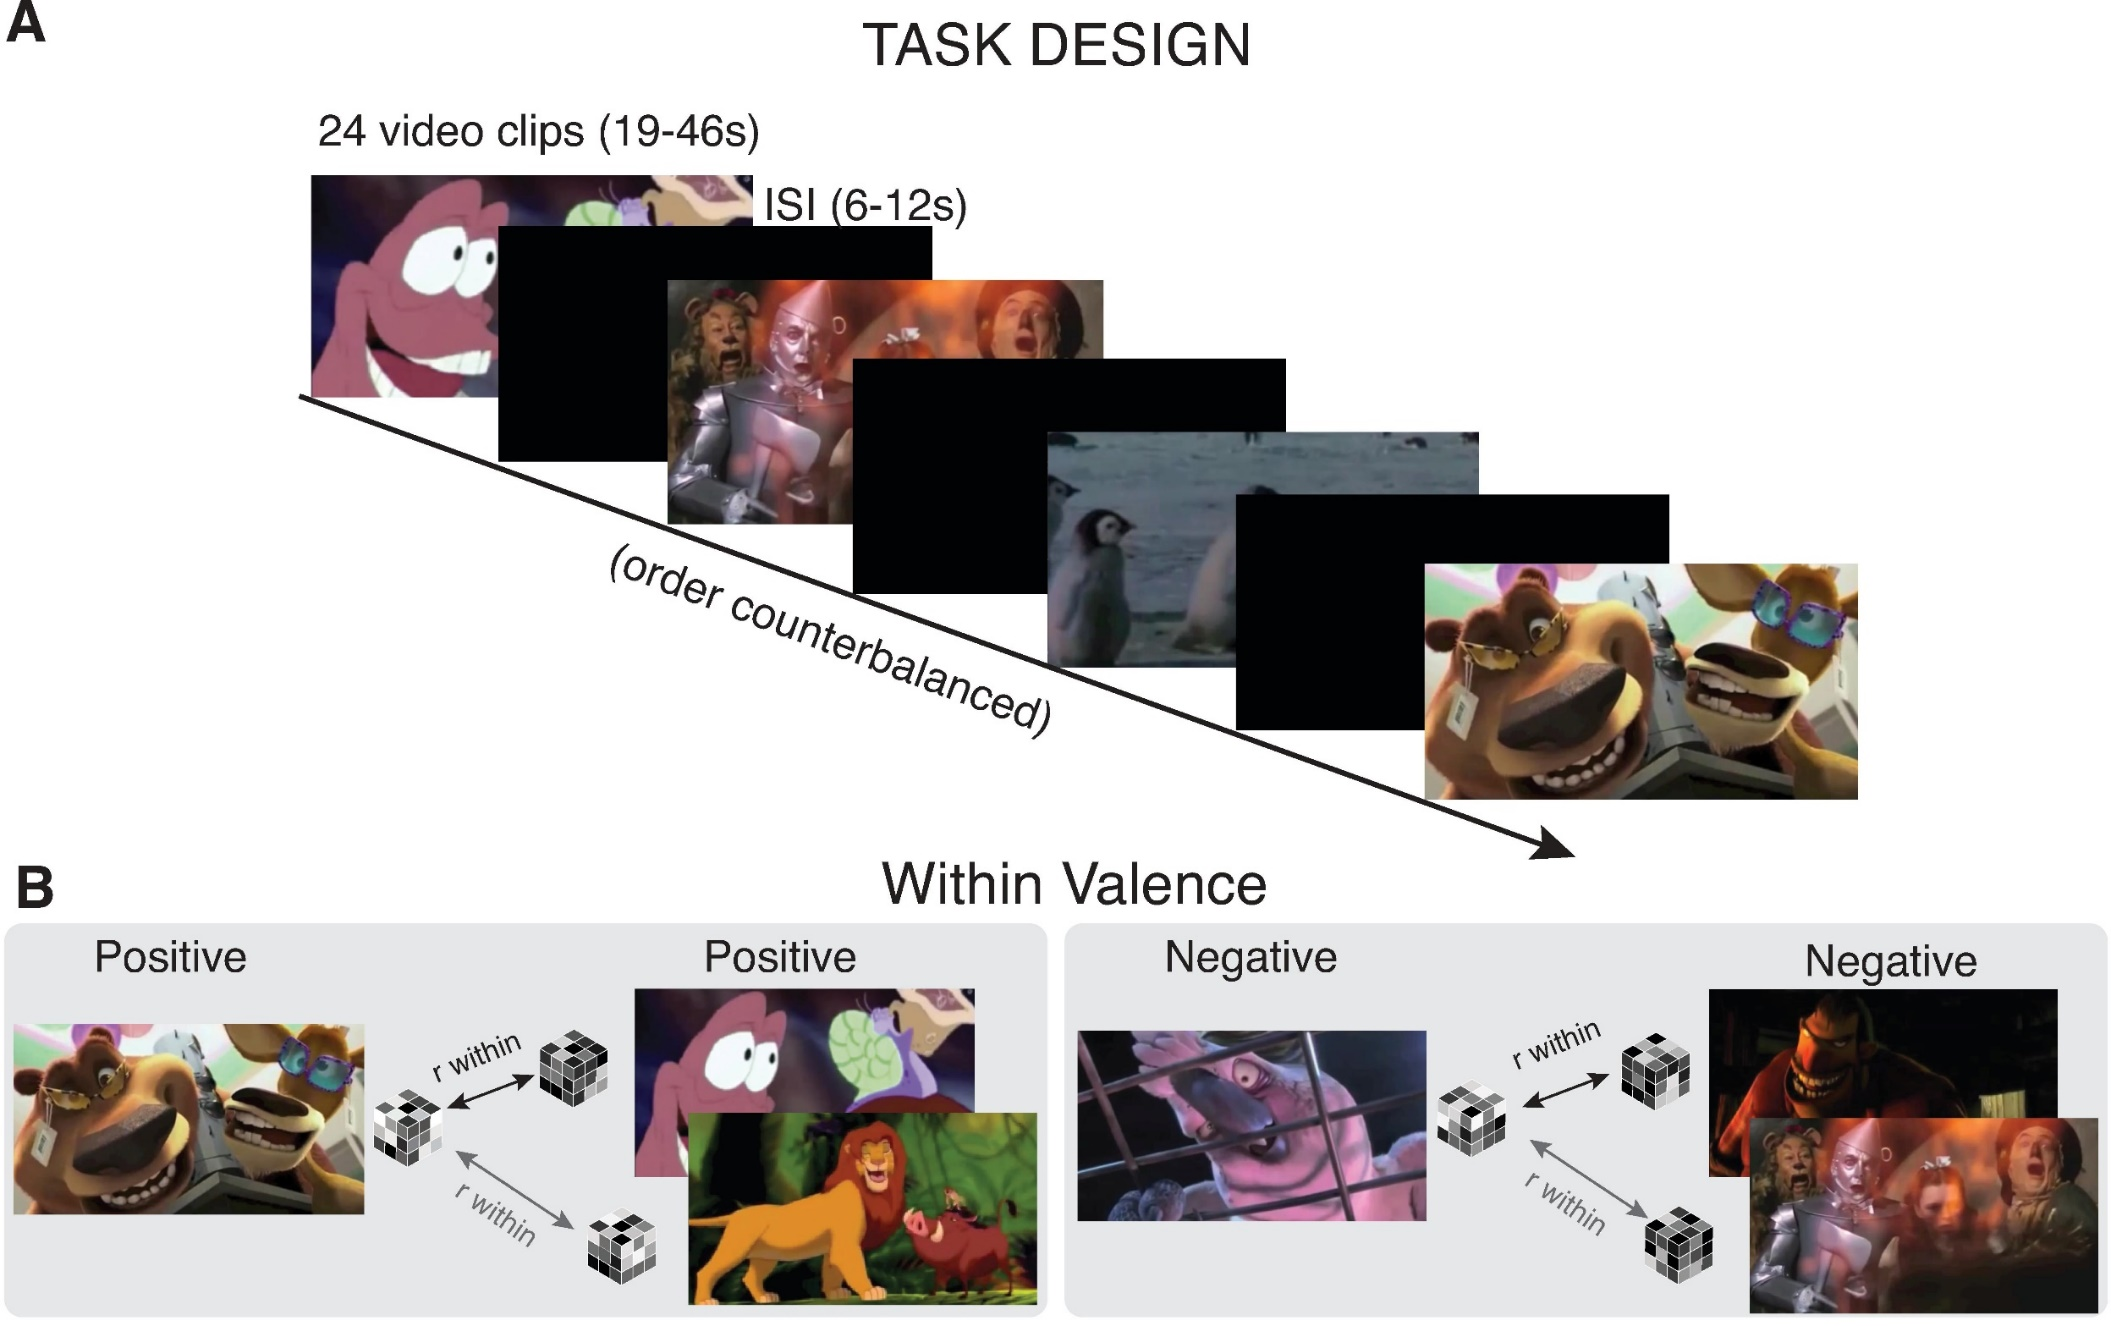 A
TASK DESIGN
24 video clips (19-46s)
ISI (6-12s)
(order counterbalanced)
B
Within Valence
Positive
Positive
r within
r within
Negative
Negative
r within
r within